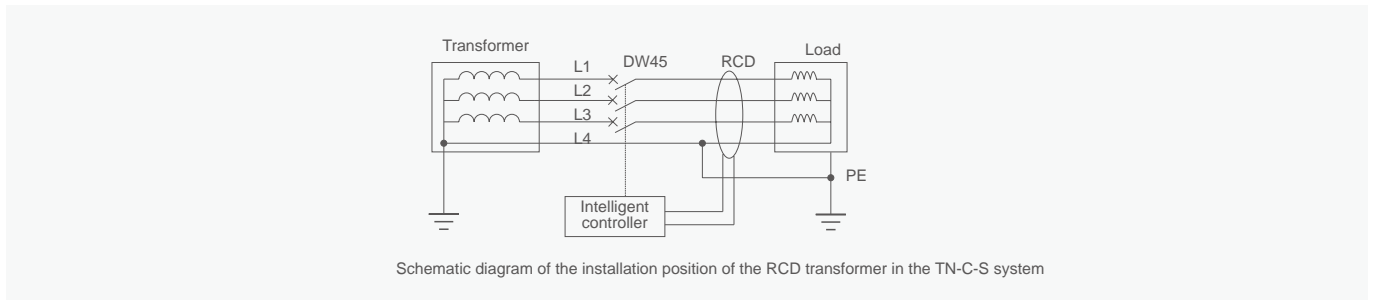 Transformer
Load
L1
DW45
RCD
L2
L3
L4
PE
Intelligent
controller
Schematic diagram of the installation position of the RCD transformer in the TN-C-S system